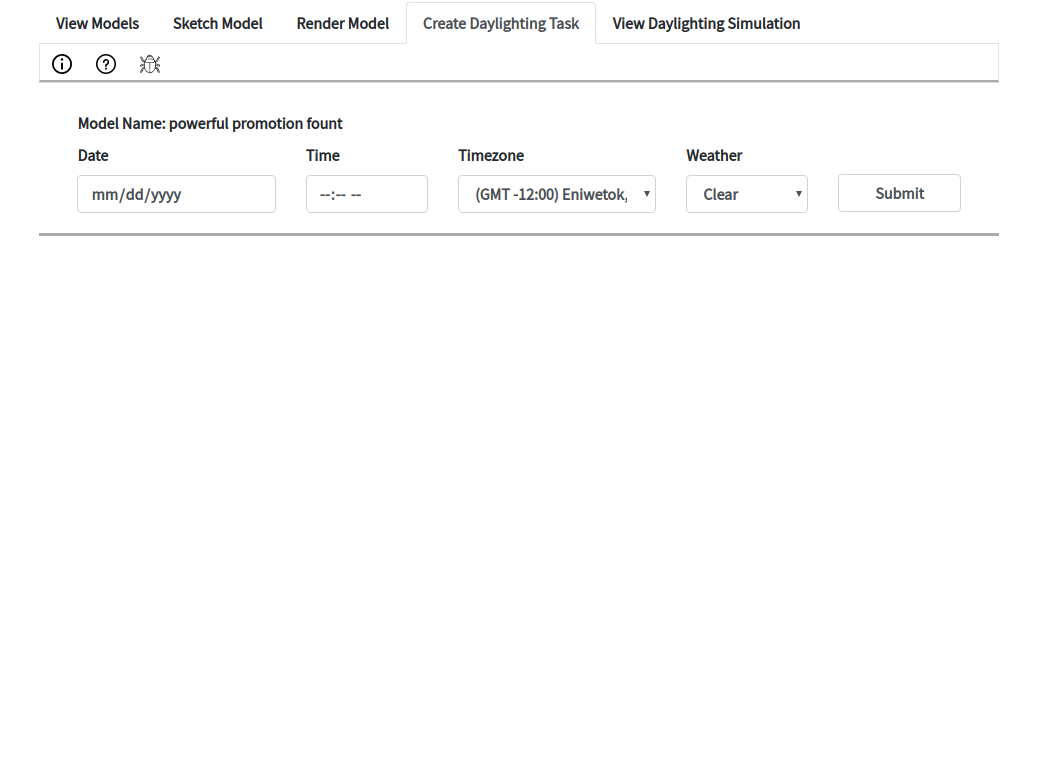 View Models Sketch Model Render Model Create Daylighting Task View Daylighting Simulation
Model Name: powerful promotion fount
Date Time Timezone Weather
mm/dd/yyyy --:-- -- (GMT -12:00) Eniwetok, Clear Submit